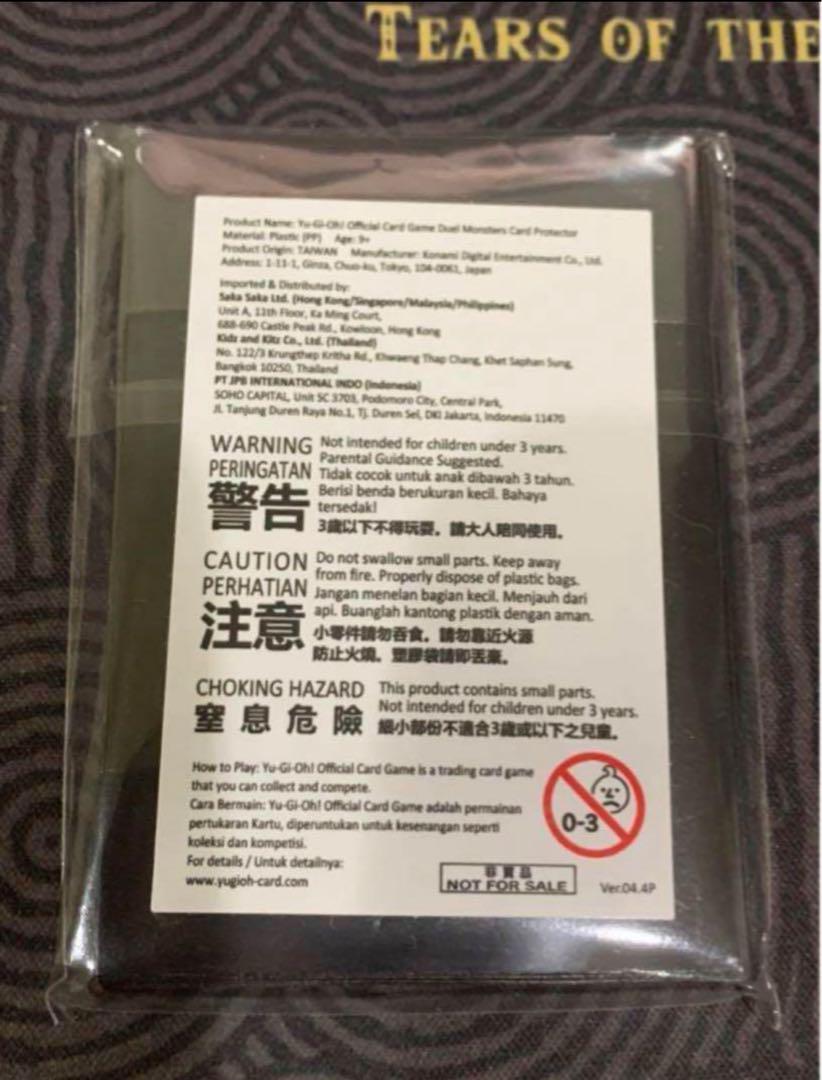 TEARS OF THE
Product Name: Yu-Gi-Oh! Official Card Game Duel Monsters Card Protector
Material: Plastic (PP) Age: 9+
Product Origin: TAIWAN Manufacturer: Konami Digital Entertainment Co., Ltd.
Address: 1-11-1, Ginza, Chuo-ku, Tokyo, 104-0061, Japan
Imported & Distributed by:
Saka Saka Ltd. (Hong Kong/Singapore/Malaysia/Philippines)
Unit A, 11th Floor, Ka Ming Court,
688-690 Castle Peak Rd., Kowloon, Hong Kong
Kidz and Kitz Co., Ltd. (Thailand)
No. 122/3 Krungthep Kritha Rd., Khwaeng Thap Chang, Khet Saphan Sung,
Bangkok 10250, Thailand
PT JPB INTERNATIONAL INDO (Indonesia)
SOHO CAPITAL, Unit SC 3703, Podomoro City, Central Park,
Jl. Tanjung Duren Raya No.1, Tj. Duren Sel, DKI Jakarta, Indonesia 11470
WARNING Not intended for children under 3 years.
Parental Guidance Suggested.
PERINGATAN Tidak cocok untuk anak dibawah 3 tahun.
Berisi benda berukuran kecil. Bahaya
tersedak!
警告 3歲以下不得玩耍。請大人陪同使用。
CAUTION Do not swallow small parts. Keep away
from fire. Properly dispose of plastic bags.
PERHATIAN Jangan menelan bagian kecil. Menjauh dari
api. Buanglah kantong plastik dengan aman.
注意 小零件請勿吞食。請勿靠近火源
防止火燒。塑膠袋請即丟棄。
CHOKING HAZARD This product contains small parts.
Not intended for children under 3 years.
窒息危險 細小部份不適合3歲或以下之兒童。
How to Play: Yu-Gi-Oh! Official Card Game is a trading card game
that you can collect and compete.
Cara Bermain: Yu-Gi-Oh! Official Card Game adalah permainan
pertukaran Kartu, diperuntukan untuk kesenangan seperti
koleksi dan kompetisi.
For details / Untuk detailnya:
www.yugioh-card.com
0-3
非賣品
NOT FOR SALE
Ver.04.4P